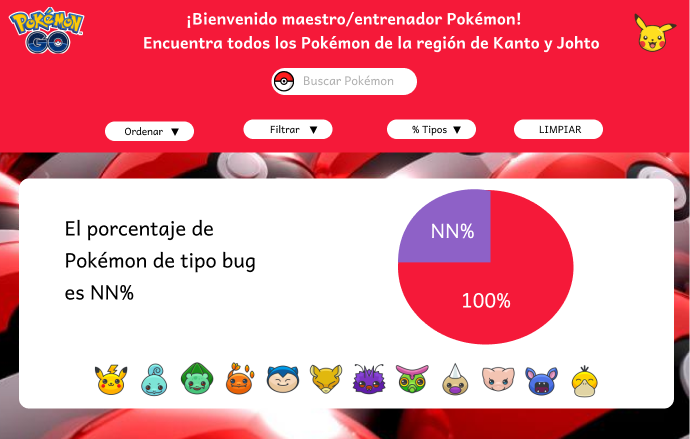 Pokémon
GO
¡Bienvenido maestro/entrenador Pokémon!
Encuentra todos los Pokémon de la región de Kanto y Johto
Buscar Pokémon
Ordenar ▼
Filtrar ▼
% Tipos ▼
LIMPIAR
El porcentaje de
Pokémon de tipo bug
es NN%
NN%
100%